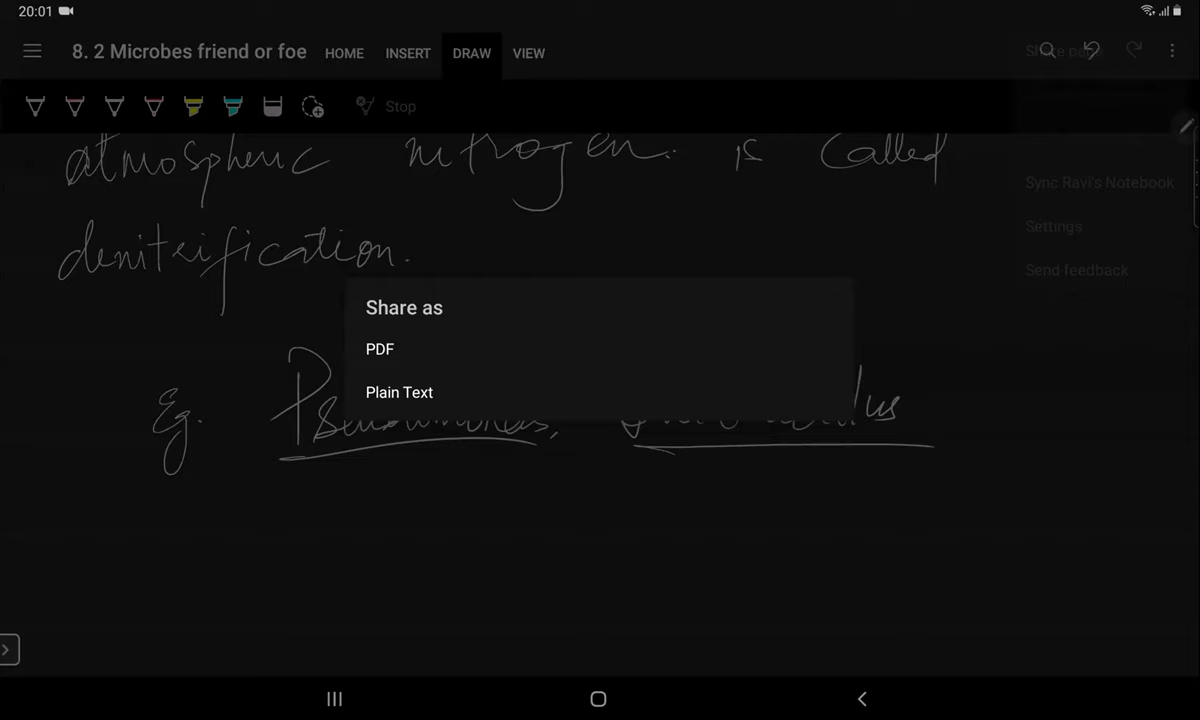 20:01
8. 2 Microbes friend or foe HOME INSERT DRAW VIEW
Stop
atmospheric nitrogen. is called
Sync Ravi's Notebook
Settings
denitrification.
Send feedback
Share as
PDF
Plain Text
Eg. Pseudomonas,